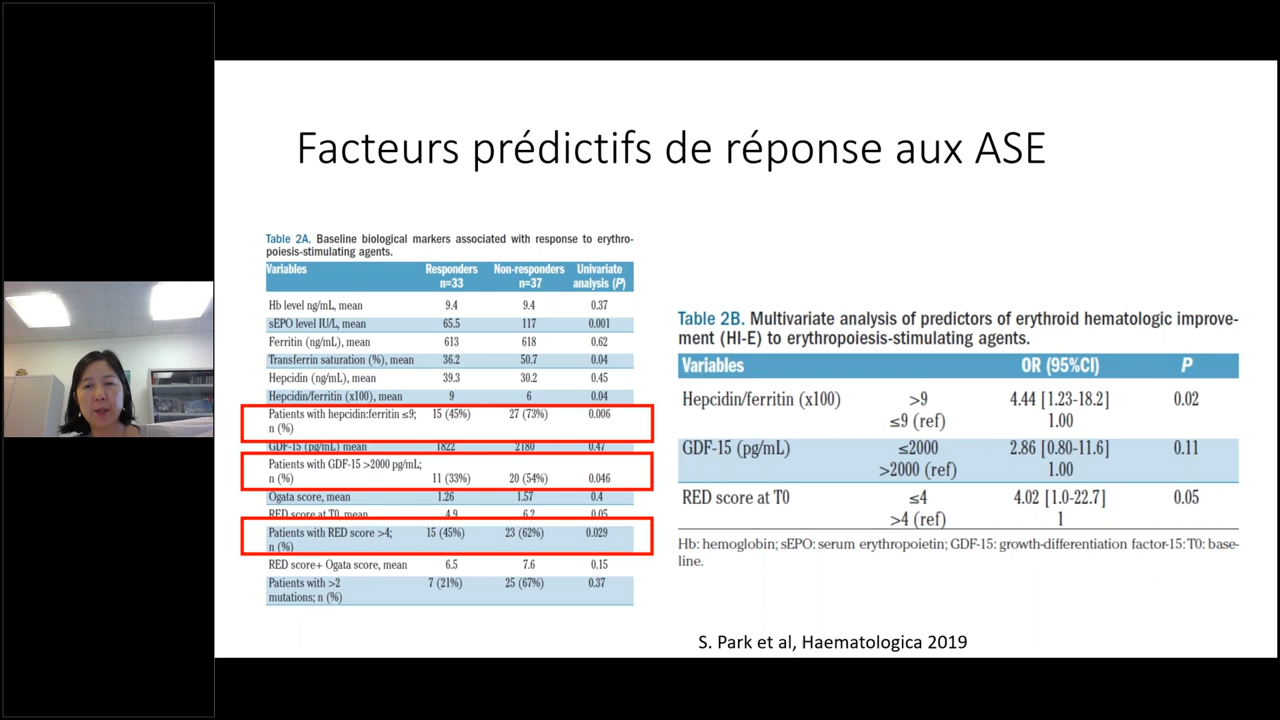 Facteurs prédictifs de réponse aux ASE
Table 2A. Baseline biological markers associated with response to erythro-
poiesis-stimulating agents.
Variables Responders Non-responders Univariate
n=33 n=37 analysis (P)
Hb level ng/mL, mean 9.4 9.4 0.37
sEPO level IU/L, mean 65.5 117 0.001
Ferritin (ng/mL), mean 613 618 0.62
Transferrin saturation (%), mean 36.2 50.7 0.04
Hepcidin (ng/mL), mean 39.3 30.2 0.45
Hepcidin/ferritin (x100), mean 9 6 0.04
Patients with hepcidin:ferritin ≤9; 15 (45%) 27 (73%) 0.006
n (%)
GDF-15 (pg/mL) mean 1822 2180 0.47
Patients with GDF-15 >2000 pg/mL;
n (%) 11 (33%) 20 (54%) 0.046
Ogata score, mean 1.26 1.57 0.4
RED score at T0, mean 4.9 6.2 0.05
Patients with RED score >4; 15 (45%) 23 (62%) 0.029
n (%)
RED score+ Ogata score, mean 6.5 7.6 0.15
Patients with >2 7 (21%) 25 (67%) 0.37
mutations; n (%)
Table 2B. Multivariate analysis of predictors of erythroid hematologic improve-
ment (HI-E) to erythropoiesis-stimulating agents.
Variables OR (95%CI) P
Hepcidin/ferritin (x100) >9 4.44 [1.23-18.2] 0.02
≤9 (ref) 1.00
GDF-15 (pg/mL) ≤2000 2.86 [0.80-11.6] 0.11
>2000 (ref) 1.00
RED score at T0 ≤4 4.02 [1.0-22.7] 0.05
>4 (ref) 1
Hb: hemoglobin; sEPO: serum erythropoietin; GDF-15: growth-differentiation factor-15: T0: base-
line.
S. Park et al, Haematologica 2019